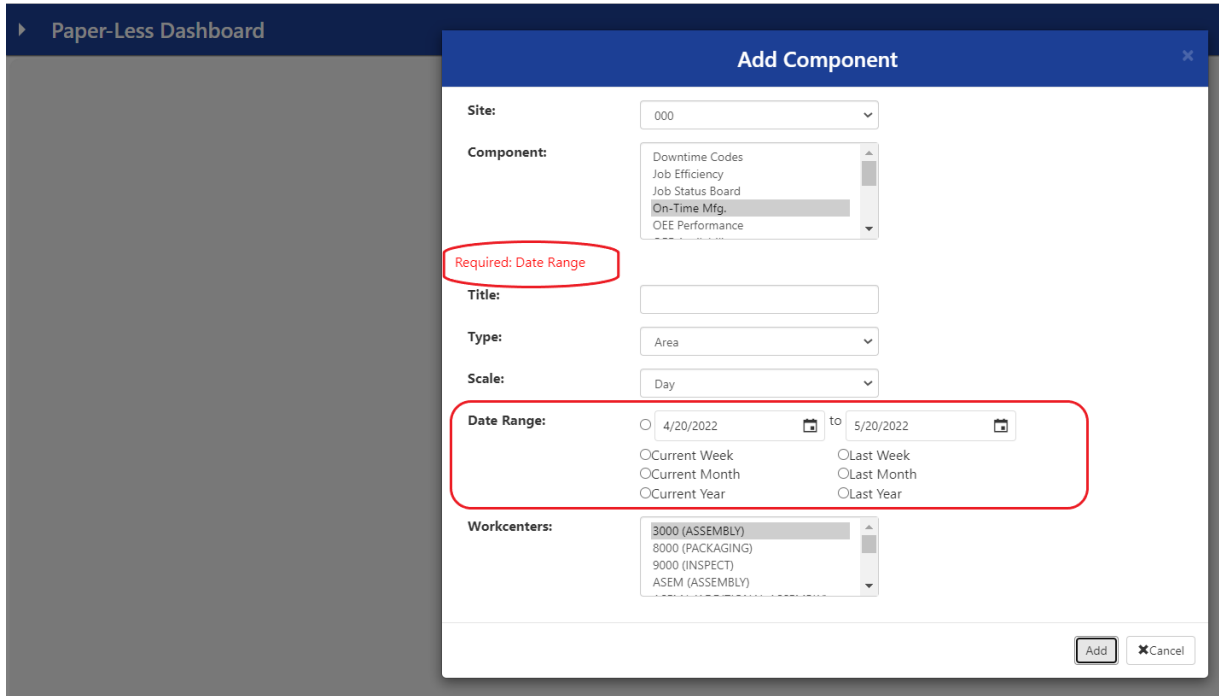 Paper-Less Dashboard
Add Component
Site:
000
Component:
Downtime Codes
Job Efficiency
Job Status Board
On-Time Mfg.
OEE Performance
Required: Date Range
Title:
Type:
Area
Scale:
Day
Date Range:
4/20/2022 to 5/20/2022
Current Week Last Week
Current Month Last Month
Current Year Last Year
Workcenters:
3000 (ASSEMBLY)
8000 (PACKAGING)
9000 (INSPECT)
ASEM (ASSEMBLY)
Add Cancel